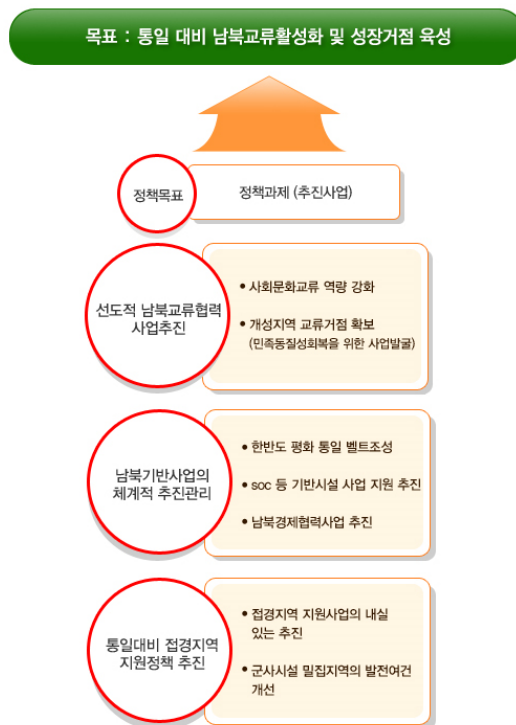 목표 : 통일 대비 남북교류활성화 및 성장거점 육성
정책목표
정책과제 (추진사업)
선도적 남북교류협력
사업추진
• 사회문화교류 역량 강화
• 개성지역 교류거점 확보
(민족동질성회복을 위한 사업발굴)
남북기반사업의
체계적 추진관리
• 한반도 평화 통일 벨트조성
• soc 등 기반시설 사업 지원 추진
• 남북경제협력사업 추진
통일대비 접경지역
지원정책 추진
• 접경지역 지원사업의 내실
있는 추진
• 군사시설 밀집지역의 발전여건
개선